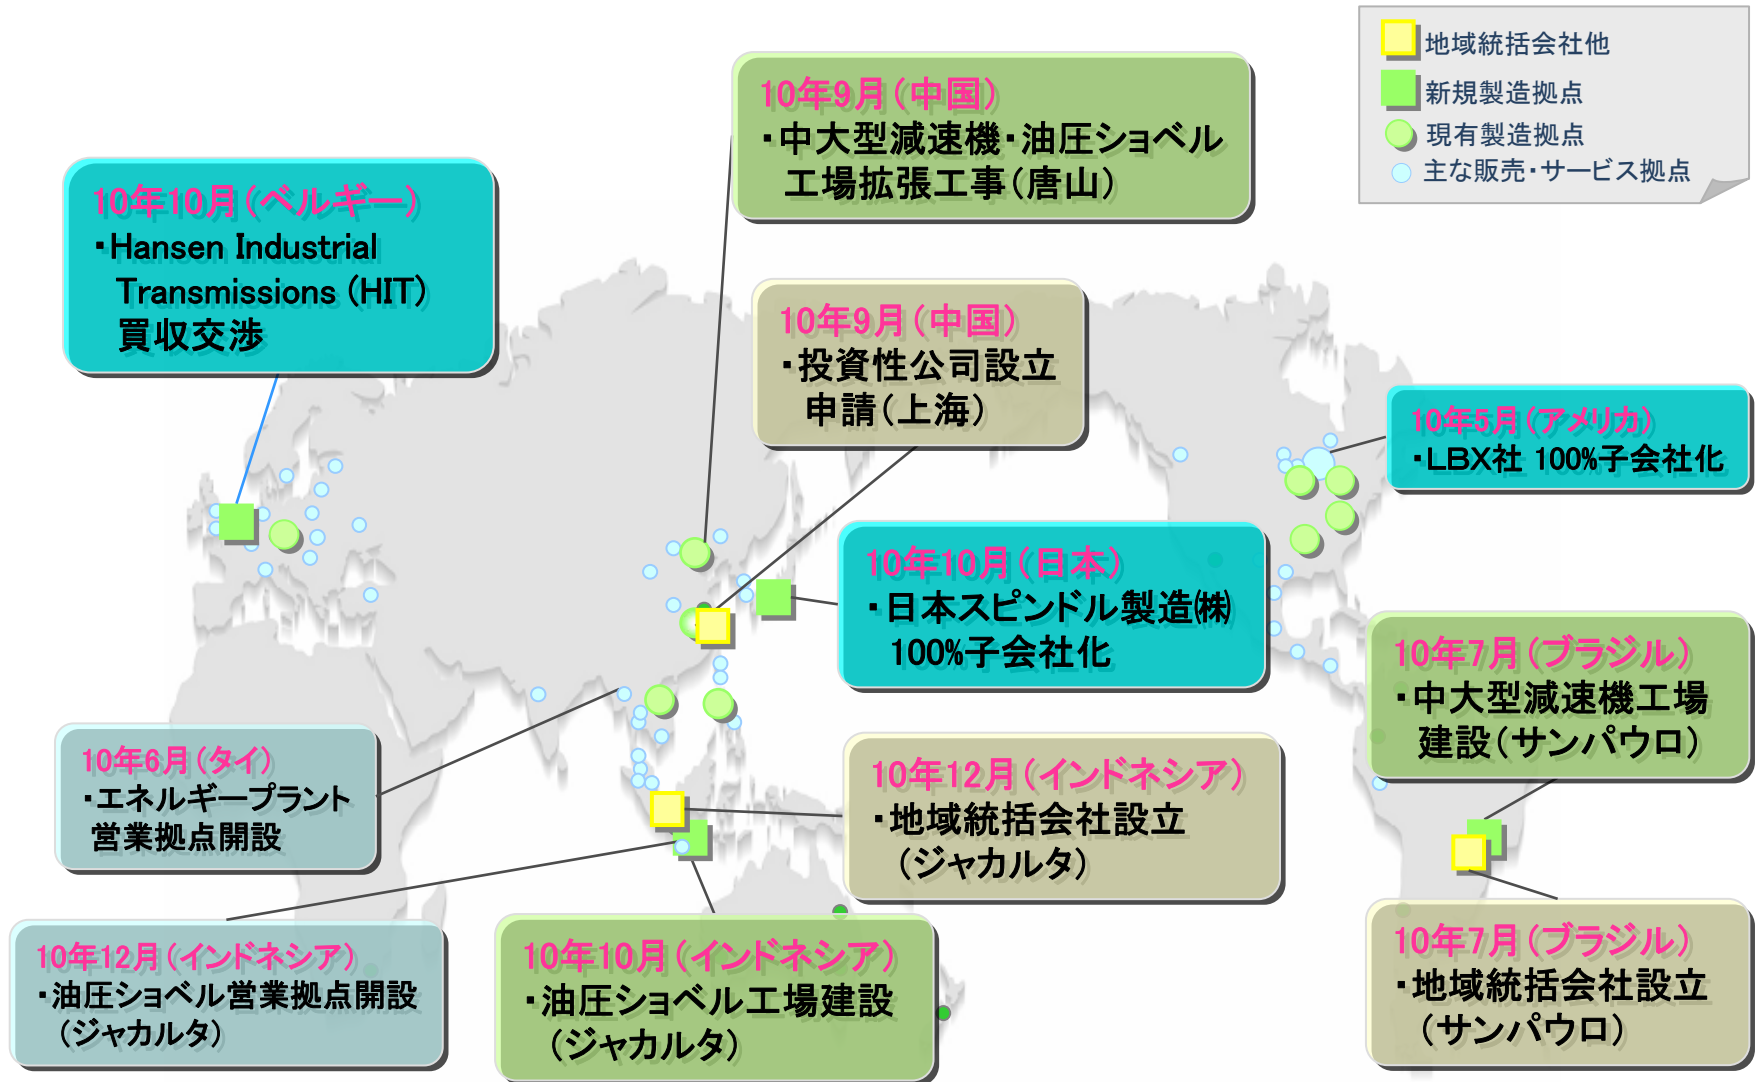 地域統括会社他
新規製造拠点
現有製造拠点
主な販売・サービス拠点
10年9月(中国)
・中大型減速機・油圧ショベル
工場拡張工事(唐山)
10年10月(ベルギー)
・Hansen Industrial
Transmissions (HIT)
買収交渉
10年9月(中国)
・投資性公司設立
申請(上海)
10年5月(アメリカ)
・LBX社 100%子会社化
10年10月(日本)
・日本スピンドル製造㈱
100%子会社化
10年7月(ブラジル)
・中大型減速機工場
建設(サンパウロ)
10年6月(タイ)
・エネルギープラント
営業拠点開設
10年12月(インドネシア)
・地域統括会社設立
(ジャカルタ)
10年12月(インドネシア)
・油圧ショベル営業拠点開設
(ジャカルタ)
10年10月(インドネシア)
・油圧ショベル工場建設
(ジャカルタ)
10年7月(ブラジル)
・地域統括会社設立
(サンパウロ)